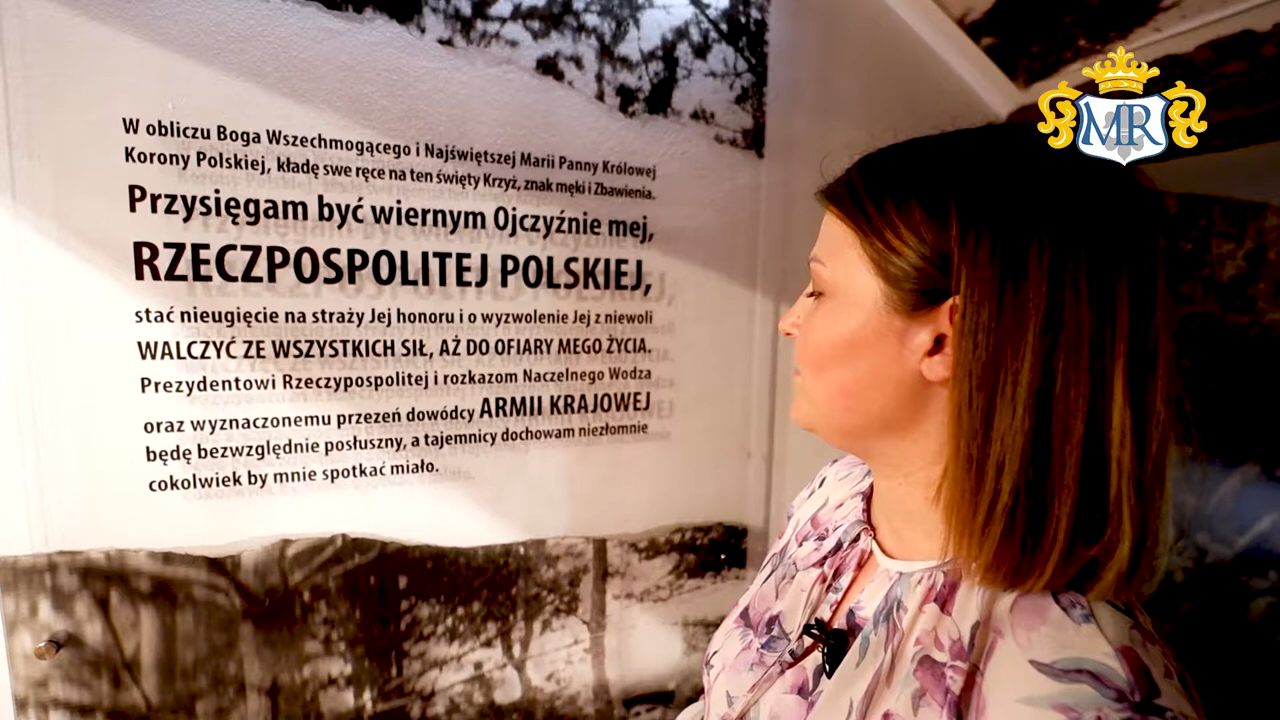 W obliczu Boga Wszechmogącego i Najświętszej Marii Panny Królowej
Korony Polskiej, kładę swe ręce na ten święty Krzyż, znak męki i Zbawienia.
Przysięgam być wiernym Ojczyźnie mej,
RZECZPOSPOLITEJ POLSKIEJ,
stać nieugięcie na straży Jej honoru i o wyzwolenie Jej z niewoli
WALCZYĆ ZE WSZYSTKICH SIŁ, AŻ DO OFIARY MEGO ŻYCIA.
Prezydentowi Rzeczypospolitej i rozkazom Naczelnego Wodza
oraz wyznaczonemu przezeń dowódcy ARMII KRAJOWEJ
będę bezwzględnie posłuszny, a tajemnicy dochowam niezłomnie
cokolwiek by mnie spotkać miało.
MR